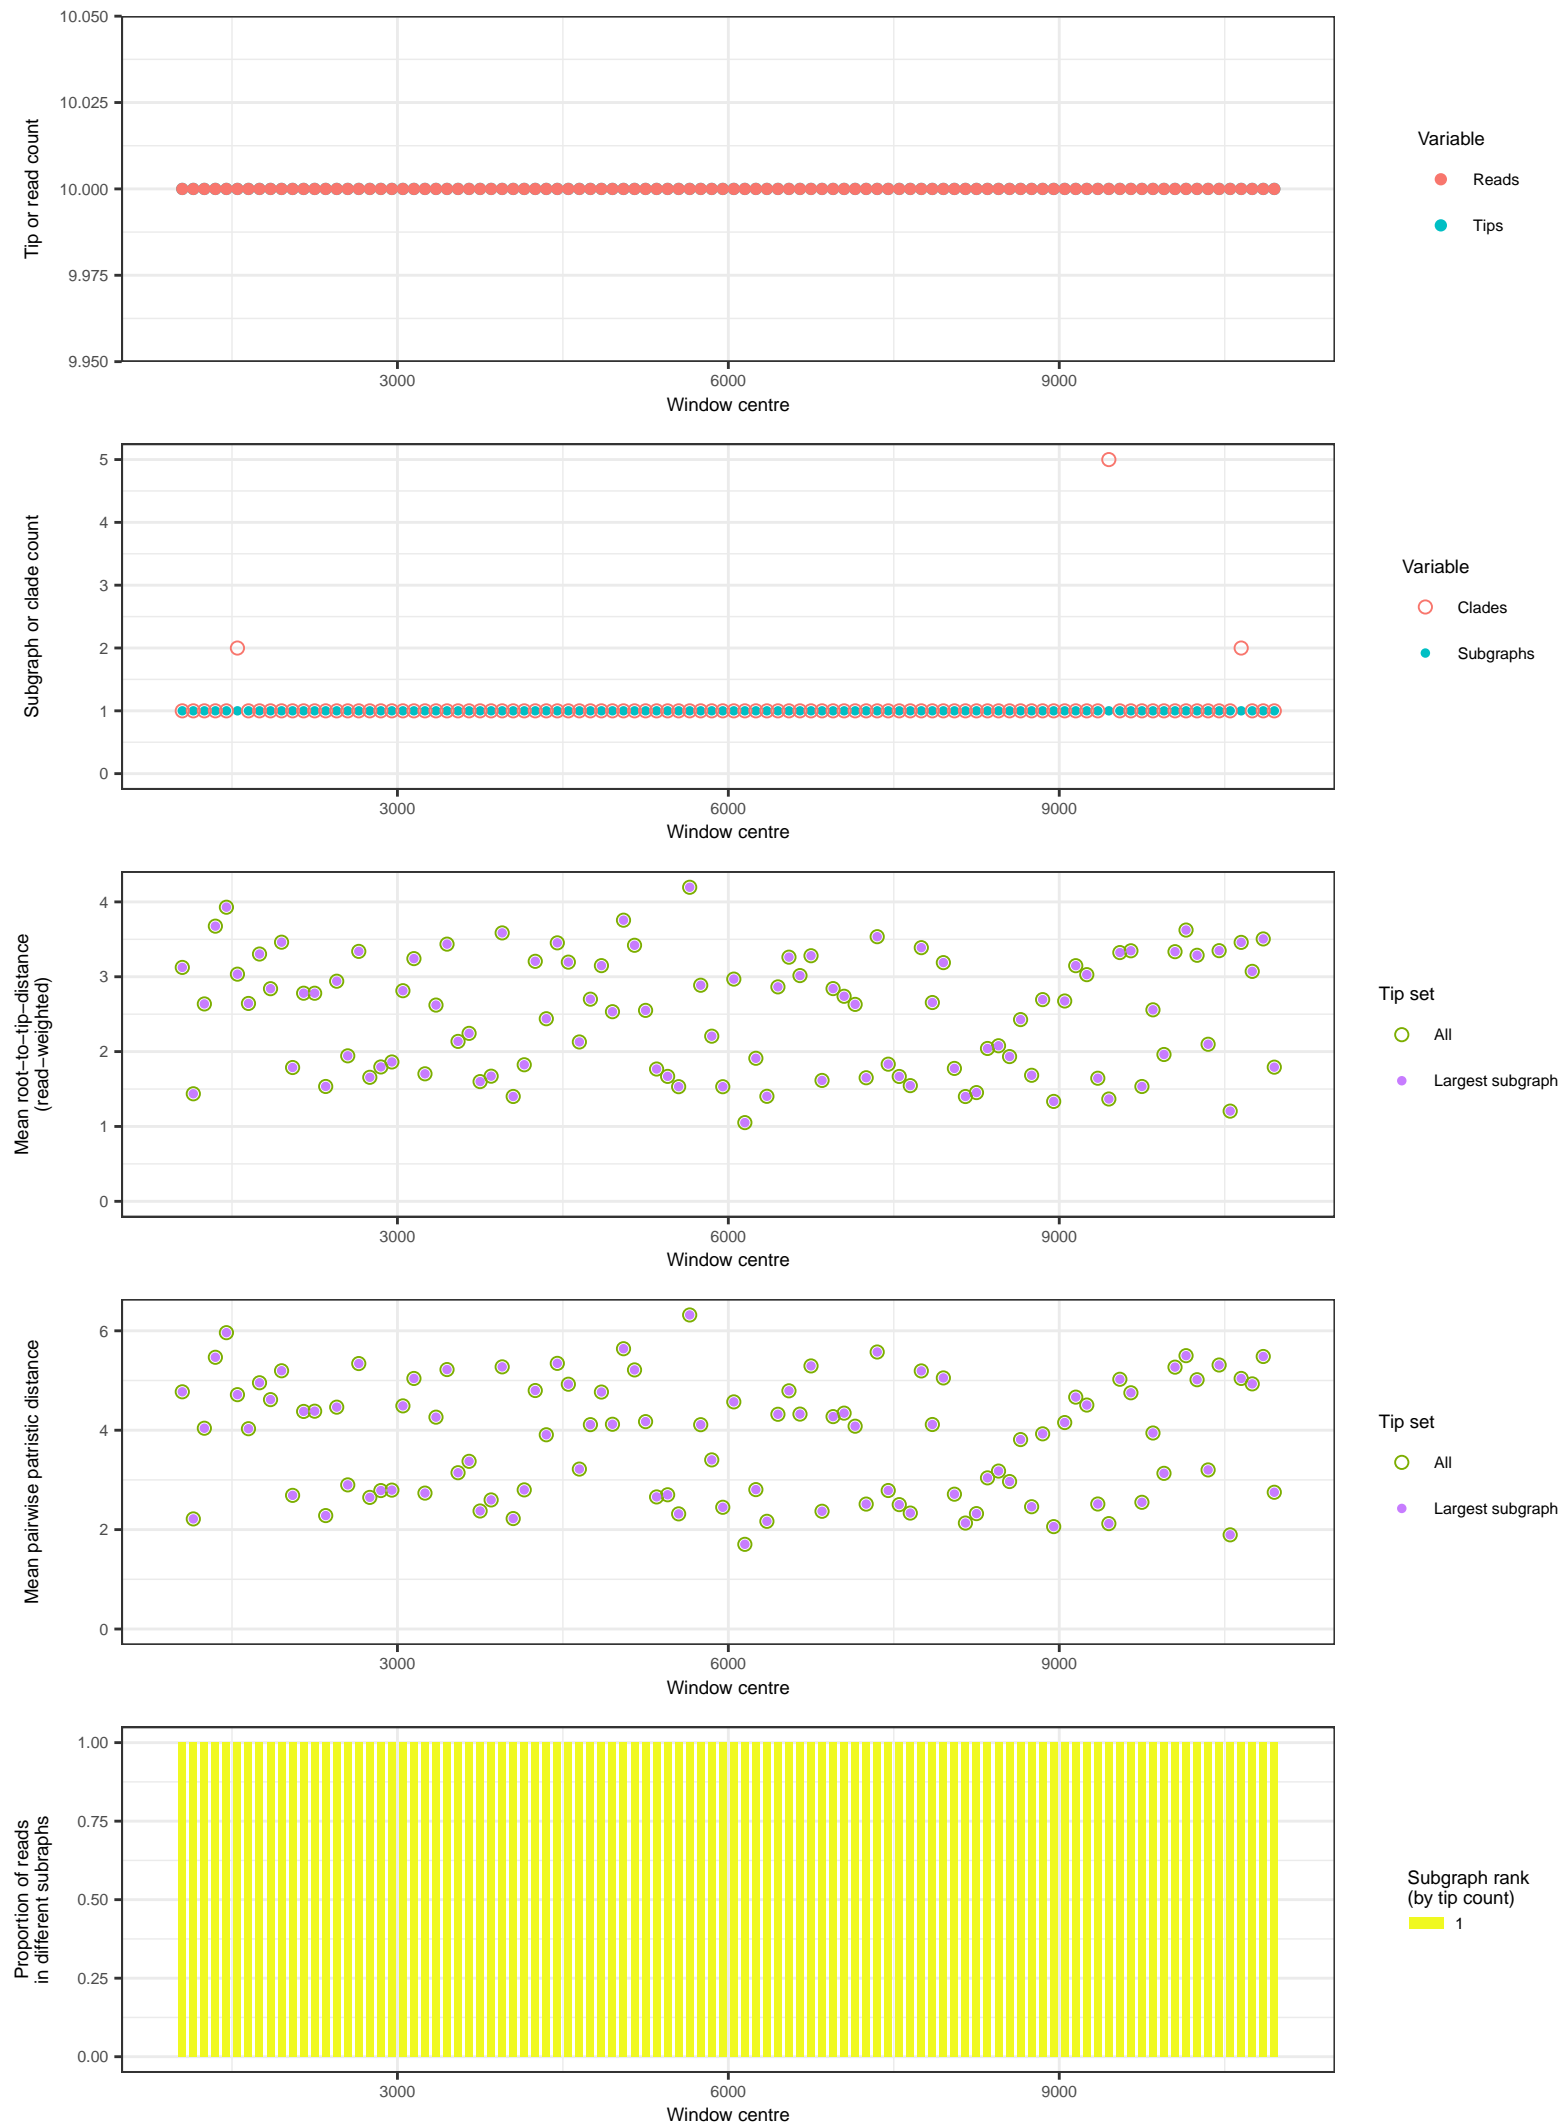 10.050
10.025
10.000
9.975
9.950
Tip or read count
3000 6000 9000
Window centre
Variable
Reads
Tips
5
4
3
2
1
0
Subgraph or clade count
3000 6000 9000
Window centre
Variable
Clades
Subgraphs
4
3
2
1
0
Mean root−to−tip−distance
(read−weighted)
3000 6000 9000
Window centre
Tip set
All
Largest subgraph
6
4
2
0
Mean pairwise patristic distance
3000 6000 9000
Window centre
Tip set
All
Largest subgraph
1.00
0.75
0.50
0.25
0.00
Proportion of reads
in different subraphs
3000 6000 9000
Window centre
Subgraph rank
(by tip count)
1